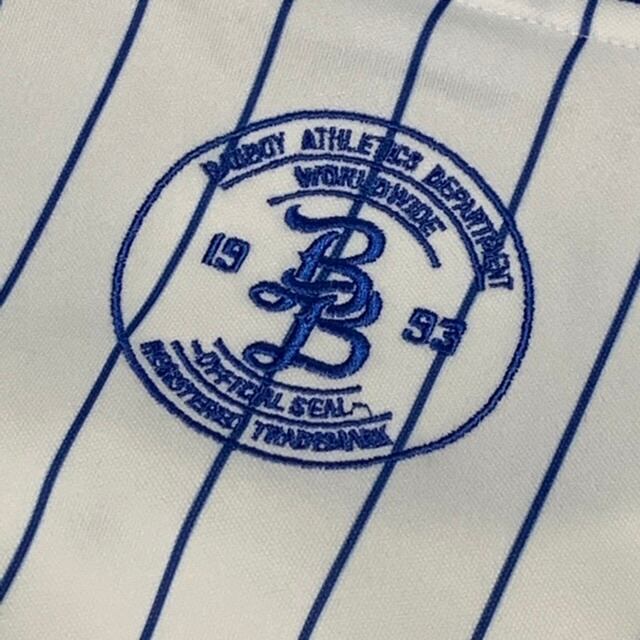 BADBOY ATHLETICS DEPARTMENT
WORLDWIDE
19 BB 93
OFFICIAL SEAL
REGISTERED TRADEMARK